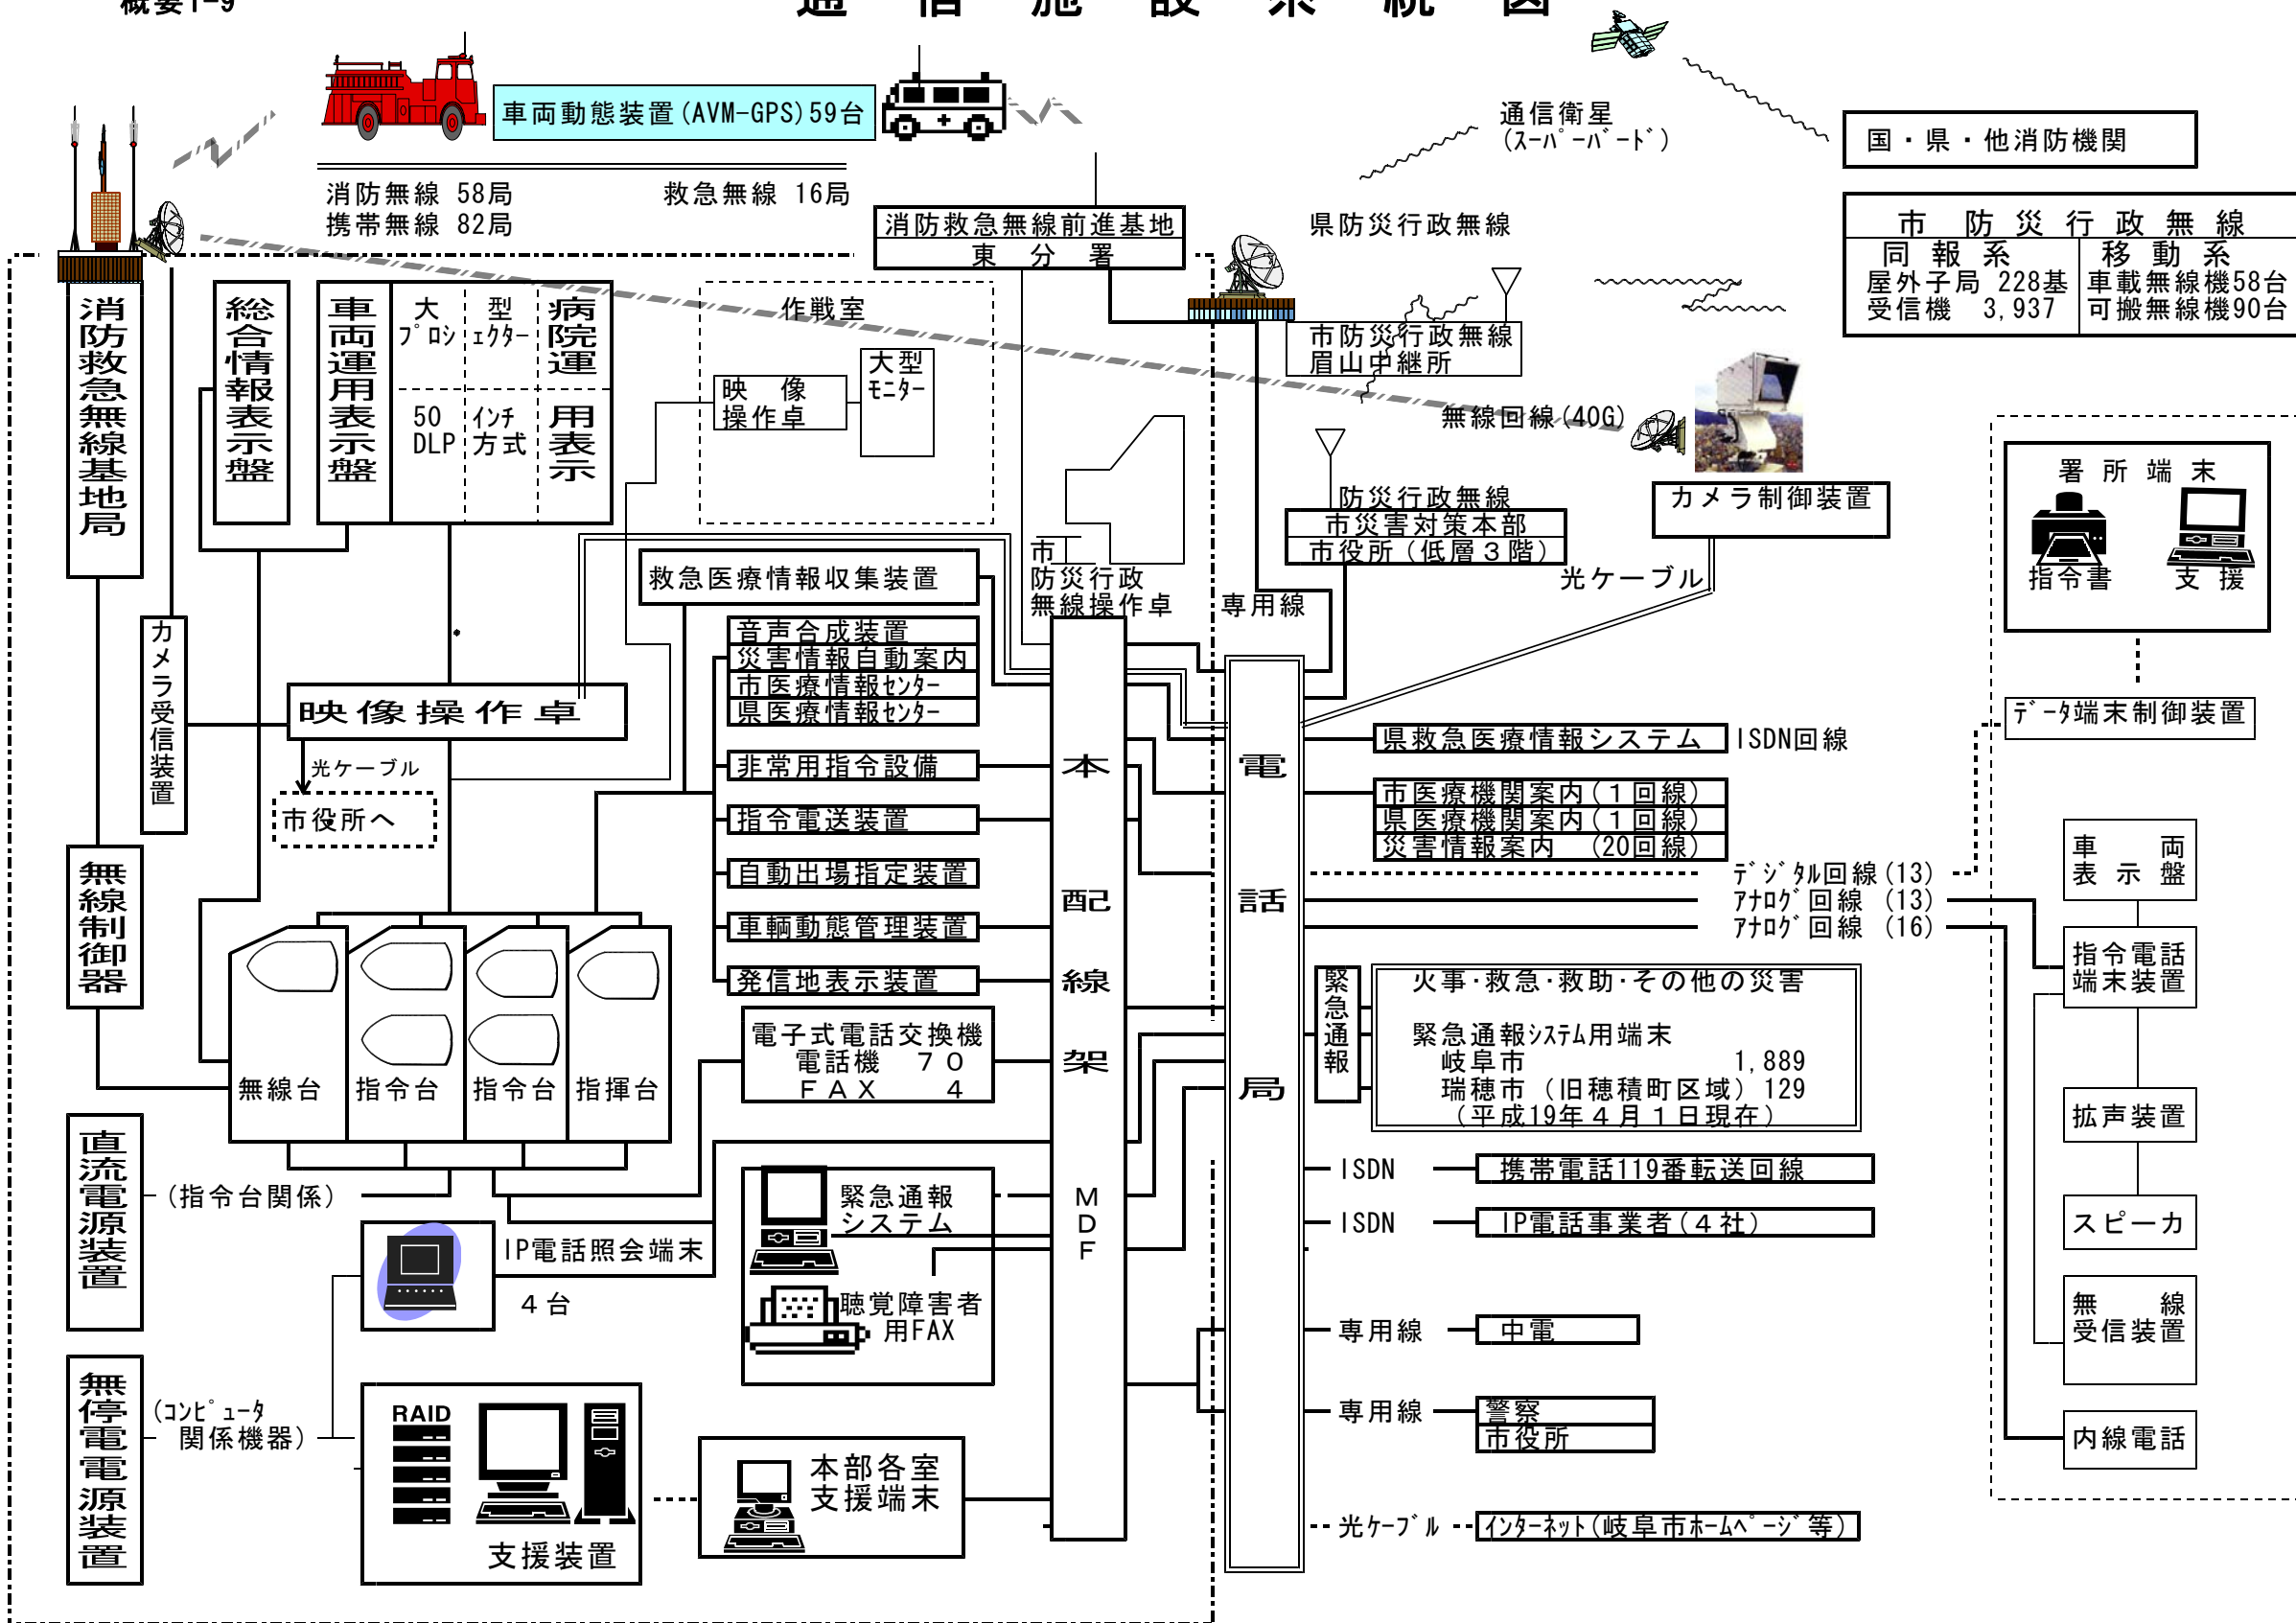 概要1-9
通信施設系統図
車両動態装置(AVM-GPS)59台
消防無線 58局
救急無線 16局
携帯無線 82局
通信衛星
(ｽｰﾊﾟｰﾊﾞｰﾄﾞ)
国・県・他消防機関
消防救急無線前進基地
東分署
県防災行政無線
市防災行政無線
同報系
移動系
屋外子局 228基
車載無線機58台
受信機 3,937
可搬無線機90台
消防救急無線基地局
総合情報表示盤
車両運用表示盤
大型
ﾌﾟﾛｼﾞｪｸﾀｰ
50ｲﾝﾁ
DLP方式
病院運用表示
作戦室
映像
操作卓
大型
ﾓﾆﾀｰ
市防災行政無線
眉山中継所
無線回線(40G)
防災行政無線
市災害対策本部
市役所(低層３階)
カメラ制御装置
光ケーブル
署所端末
指令書
支援
市
防災行政
無線操作卓
専用線
救急医療情報収集装置
音声合成装置
災害情報自動案内
市医療情報ｾﾝﾀｰ
県医療情報ｾﾝﾀｰ
カメラ受信装置
映像操作卓
光ケーブル
市役所へ
非常用指令設備
指令電送装置
自動出場指定装置
車輌動態管理装置
発信地表示装置
本配線架
MDF
電話局
県救急医療情報システム
ISDN回線
市医療機関案内(１回線)
県医療機関案内(１回線)
災害情報案内 (20回線)
ﾃﾞｰﾀ端末制御装置
ﾃﾞｼﾞﾀﾙ回線(13)
ｱﾅﾛｸﾞ回線 (13)
ｱﾅﾛｸﾞ回線 (16)
車両
表示盤
指令電話
端末装置
拡声装置
スピーカ
無線
受信装置
内線電話
無線制御器
無線台
指令台
指令台
指揮台
電子式電話交換機
電話機 ７０
ＦＡＸ ４
緊急通報
火事･救急･救助･その他の災害
緊急通報ｼｽﾃﾑ用端末
岐阜市 1,889
瑞穂市（旧穂積町区域）129
(平成19年４月１日現在)
直流電源装置
(指令台関係)
IP電話照会端末
４台
緊急通報
システム
聴覚障害者
用FAX
ISDN
携帯電話119番転送回線
ISDN
IP電話事業者(４社)
専用線
中電
専用線
警察
市役所
無停電電源装置
(ｺﾝﾋﾟｭｰﾀ
関係機器)
RAID
支援装置
本部各室
支援端末
光ｹｰﾌﾞﾙ
ｲﾝﾀｰﾈｯﾄ(岐阜市ﾎｰﾑﾍﾟｰｼﾞ等)